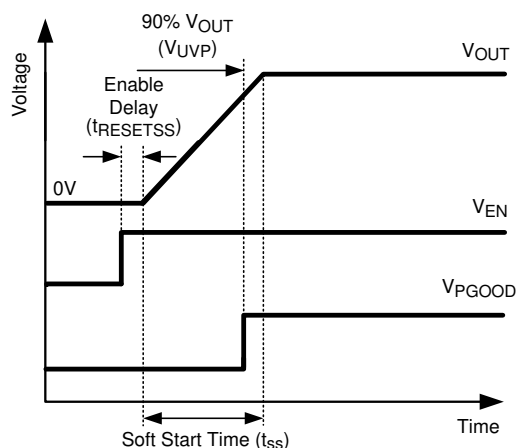 90% VOUT
(VUVP)
VOUT
Voltage
Enable
Delay
(tRESETSS)
0V
VEN
VPGOOD
Time
Soft Start Time (tss)